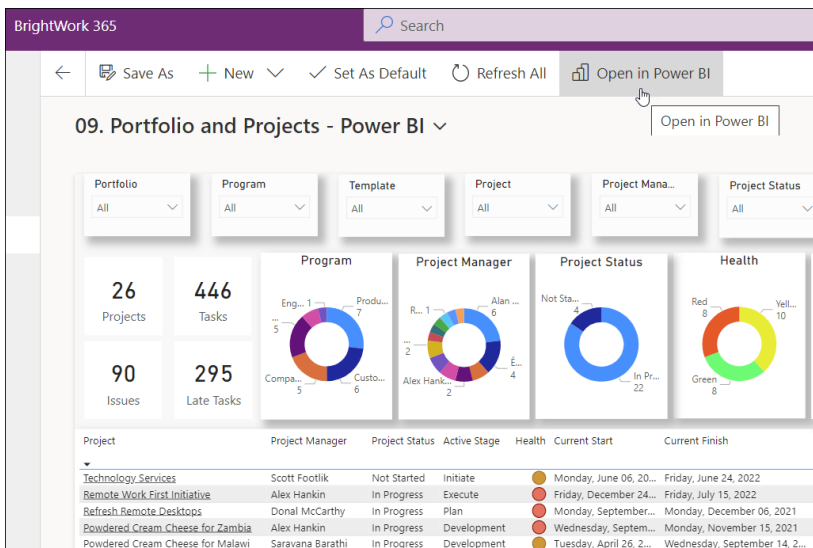 BrightWork 365
Search
Save As
New
Set As Default
Refresh All
Open in Power BI
Open in Power BI
09. Portfolio and Projects - Power BI
Portfolio
All
Program
All
Template
All
Project
All
Project Mana...
All
Project Status
All
26
Projects
446
Tasks
90
Issues
295
Late Tasks
Program
Eng... 1
Produ...
7
...
5
Compa...
5
Custo...
6
Project Manager
R... 1
Alan ...
6
...
2
É...
4
Alex Hank...
2
Project Status
Not Sta...
4
In Pr...
22
Health
Red
8
Yell...
10
Green
8
Project Project Manager Project Status Active Stage Health Current Start Current Finish
Technology Services Scott Footlik Not Started Initiate Monday, June 06, 20... Friday, June 24, 2022
Remote Work First Initiative Alex Hankin In Progress Execute Friday, December 24... Friday, July 15, 2022
Refresh Remote Desktops Donal McCarthy In Progress Plan Monday, September... Monday, December 06, 2021
Powdered Cream Cheese for Zambia Alex Hankin In Progress Development Wednesday, Septem... Monday, November 15, 2021
Powdered Cream Cheese for Malawi Saravana Barathi In Progress Development Tuesday, April 26, 2... Wednesday, September 14, 2...